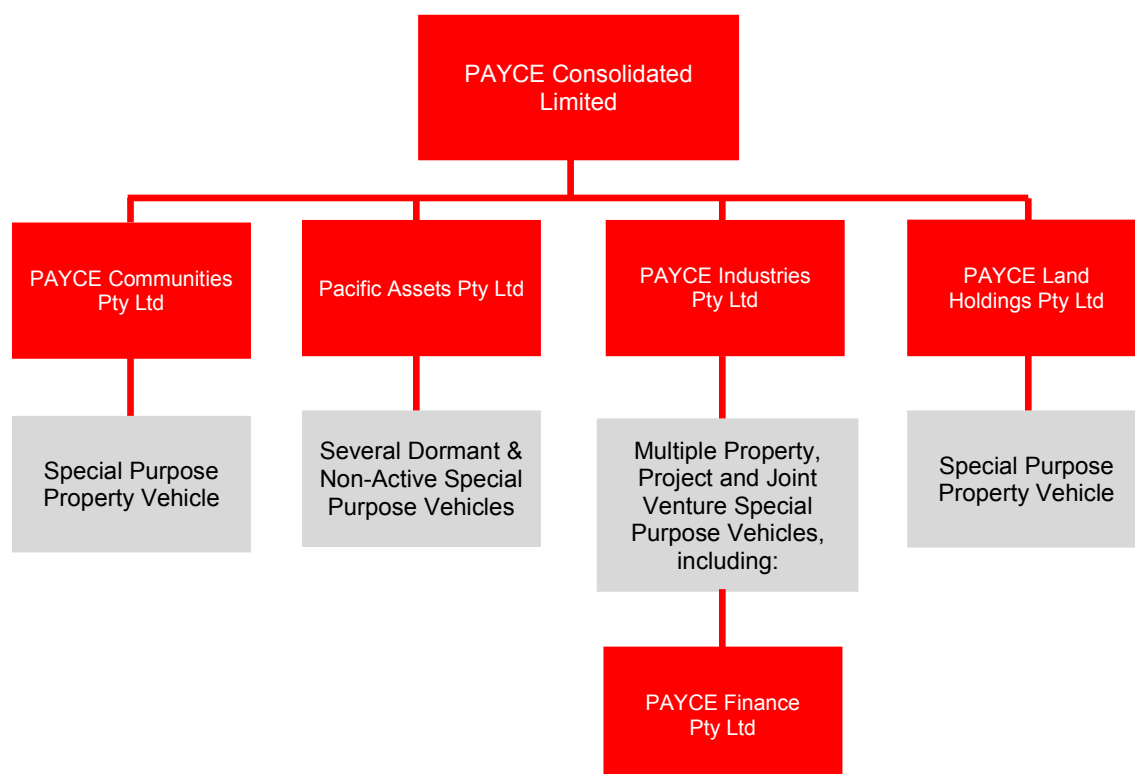 PAYCE Consolidated
Limited
PAYCE Communities
Pty Ltd
Pacific Assets Pty Ltd
PAYCE Industries
Pty Ltd
PAYCE Land
Holdings Pty Ltd
Special Purpose
Property Vehicle
Several Dormant &
Non-Active Special
Purpose Vehicles
Multiple Property,
Project and Joint
Venture Special
Purpose Vehicles,
including:
Special Purpose
Property Vehicle
PAYCE Finance
Pty Ltd